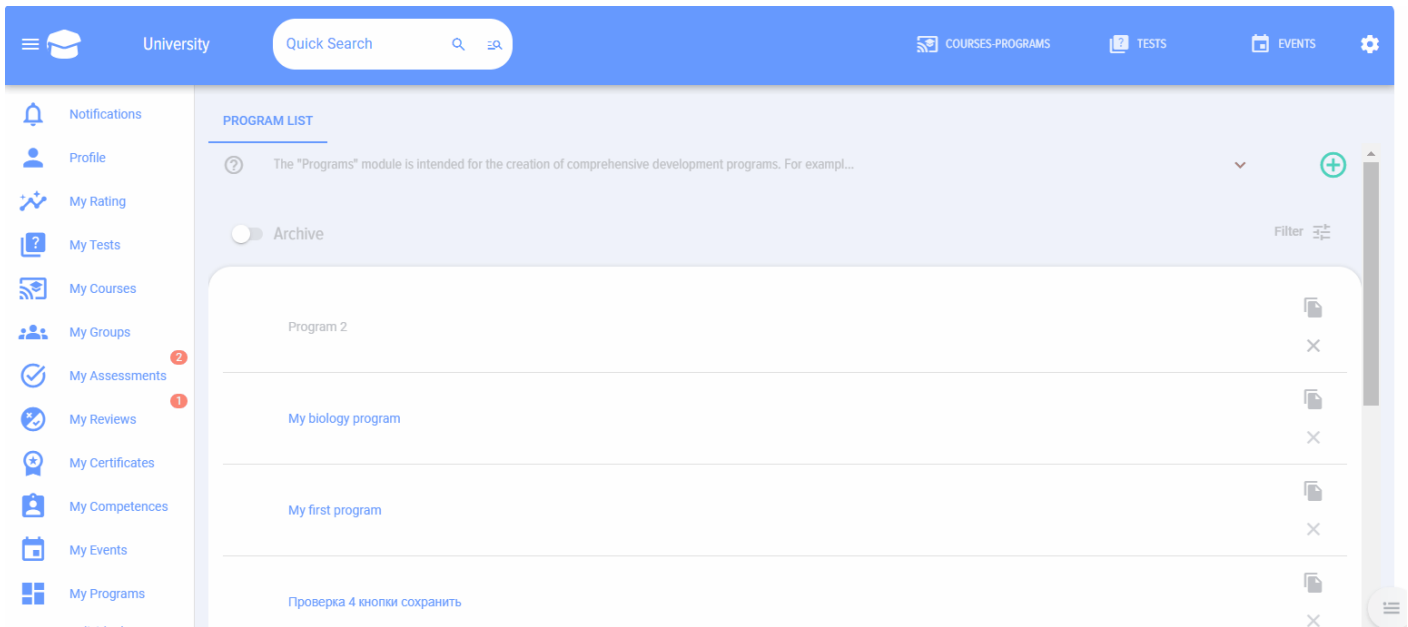 University
Quick Search
COURSES-PROGRAMS
TESTS
EVENTS
Notifications
Profile
My Rating
My Tests
My Courses
My Groups
2
My Assessments
1
My Reviews
My Certificates
My Competences
My Events
My Programs
PROGRAM LIST
The "Programs" module is intended for the creation of comprehensive development programs. For exampl...
Archive
Filter
Program 2
My biology program
My first program
Проверка 4 кнопки сохранить